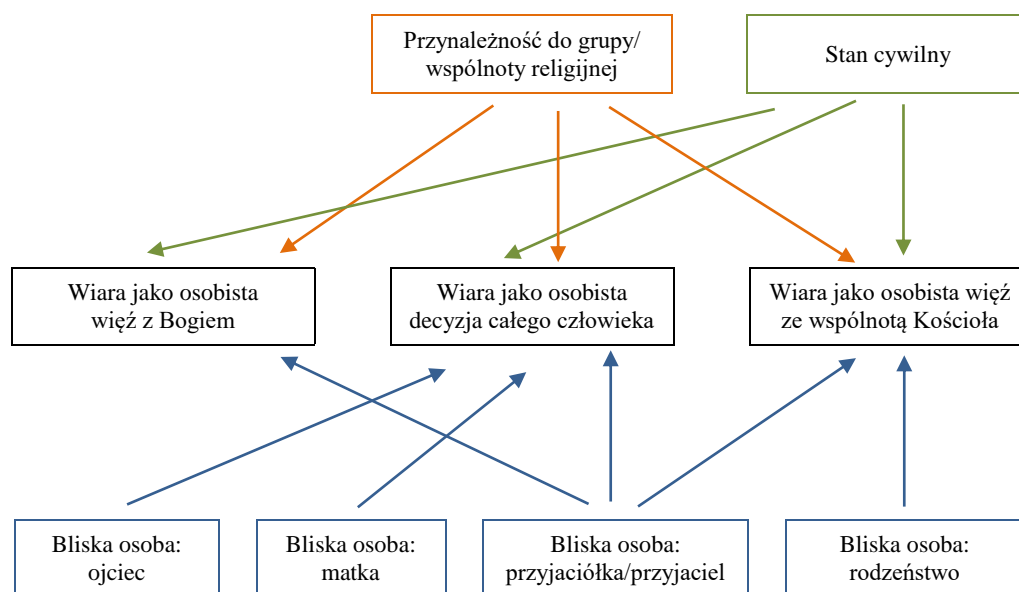 Przynależność do grupy/
wspólnoty religijnej
Stan cywilny
Wiara jako osobista
więź z Bogiem
Wiara jako osobista
decyzja całego człowieka
Wiara jako osobista więź
ze wspólnotą Kościoła
Bliska osoba:
ojciec
Bliska osoba:
matka
Bliska osoba:
przyjaciółka/przyjaciel
Bliska osoba:
rodzeństwo